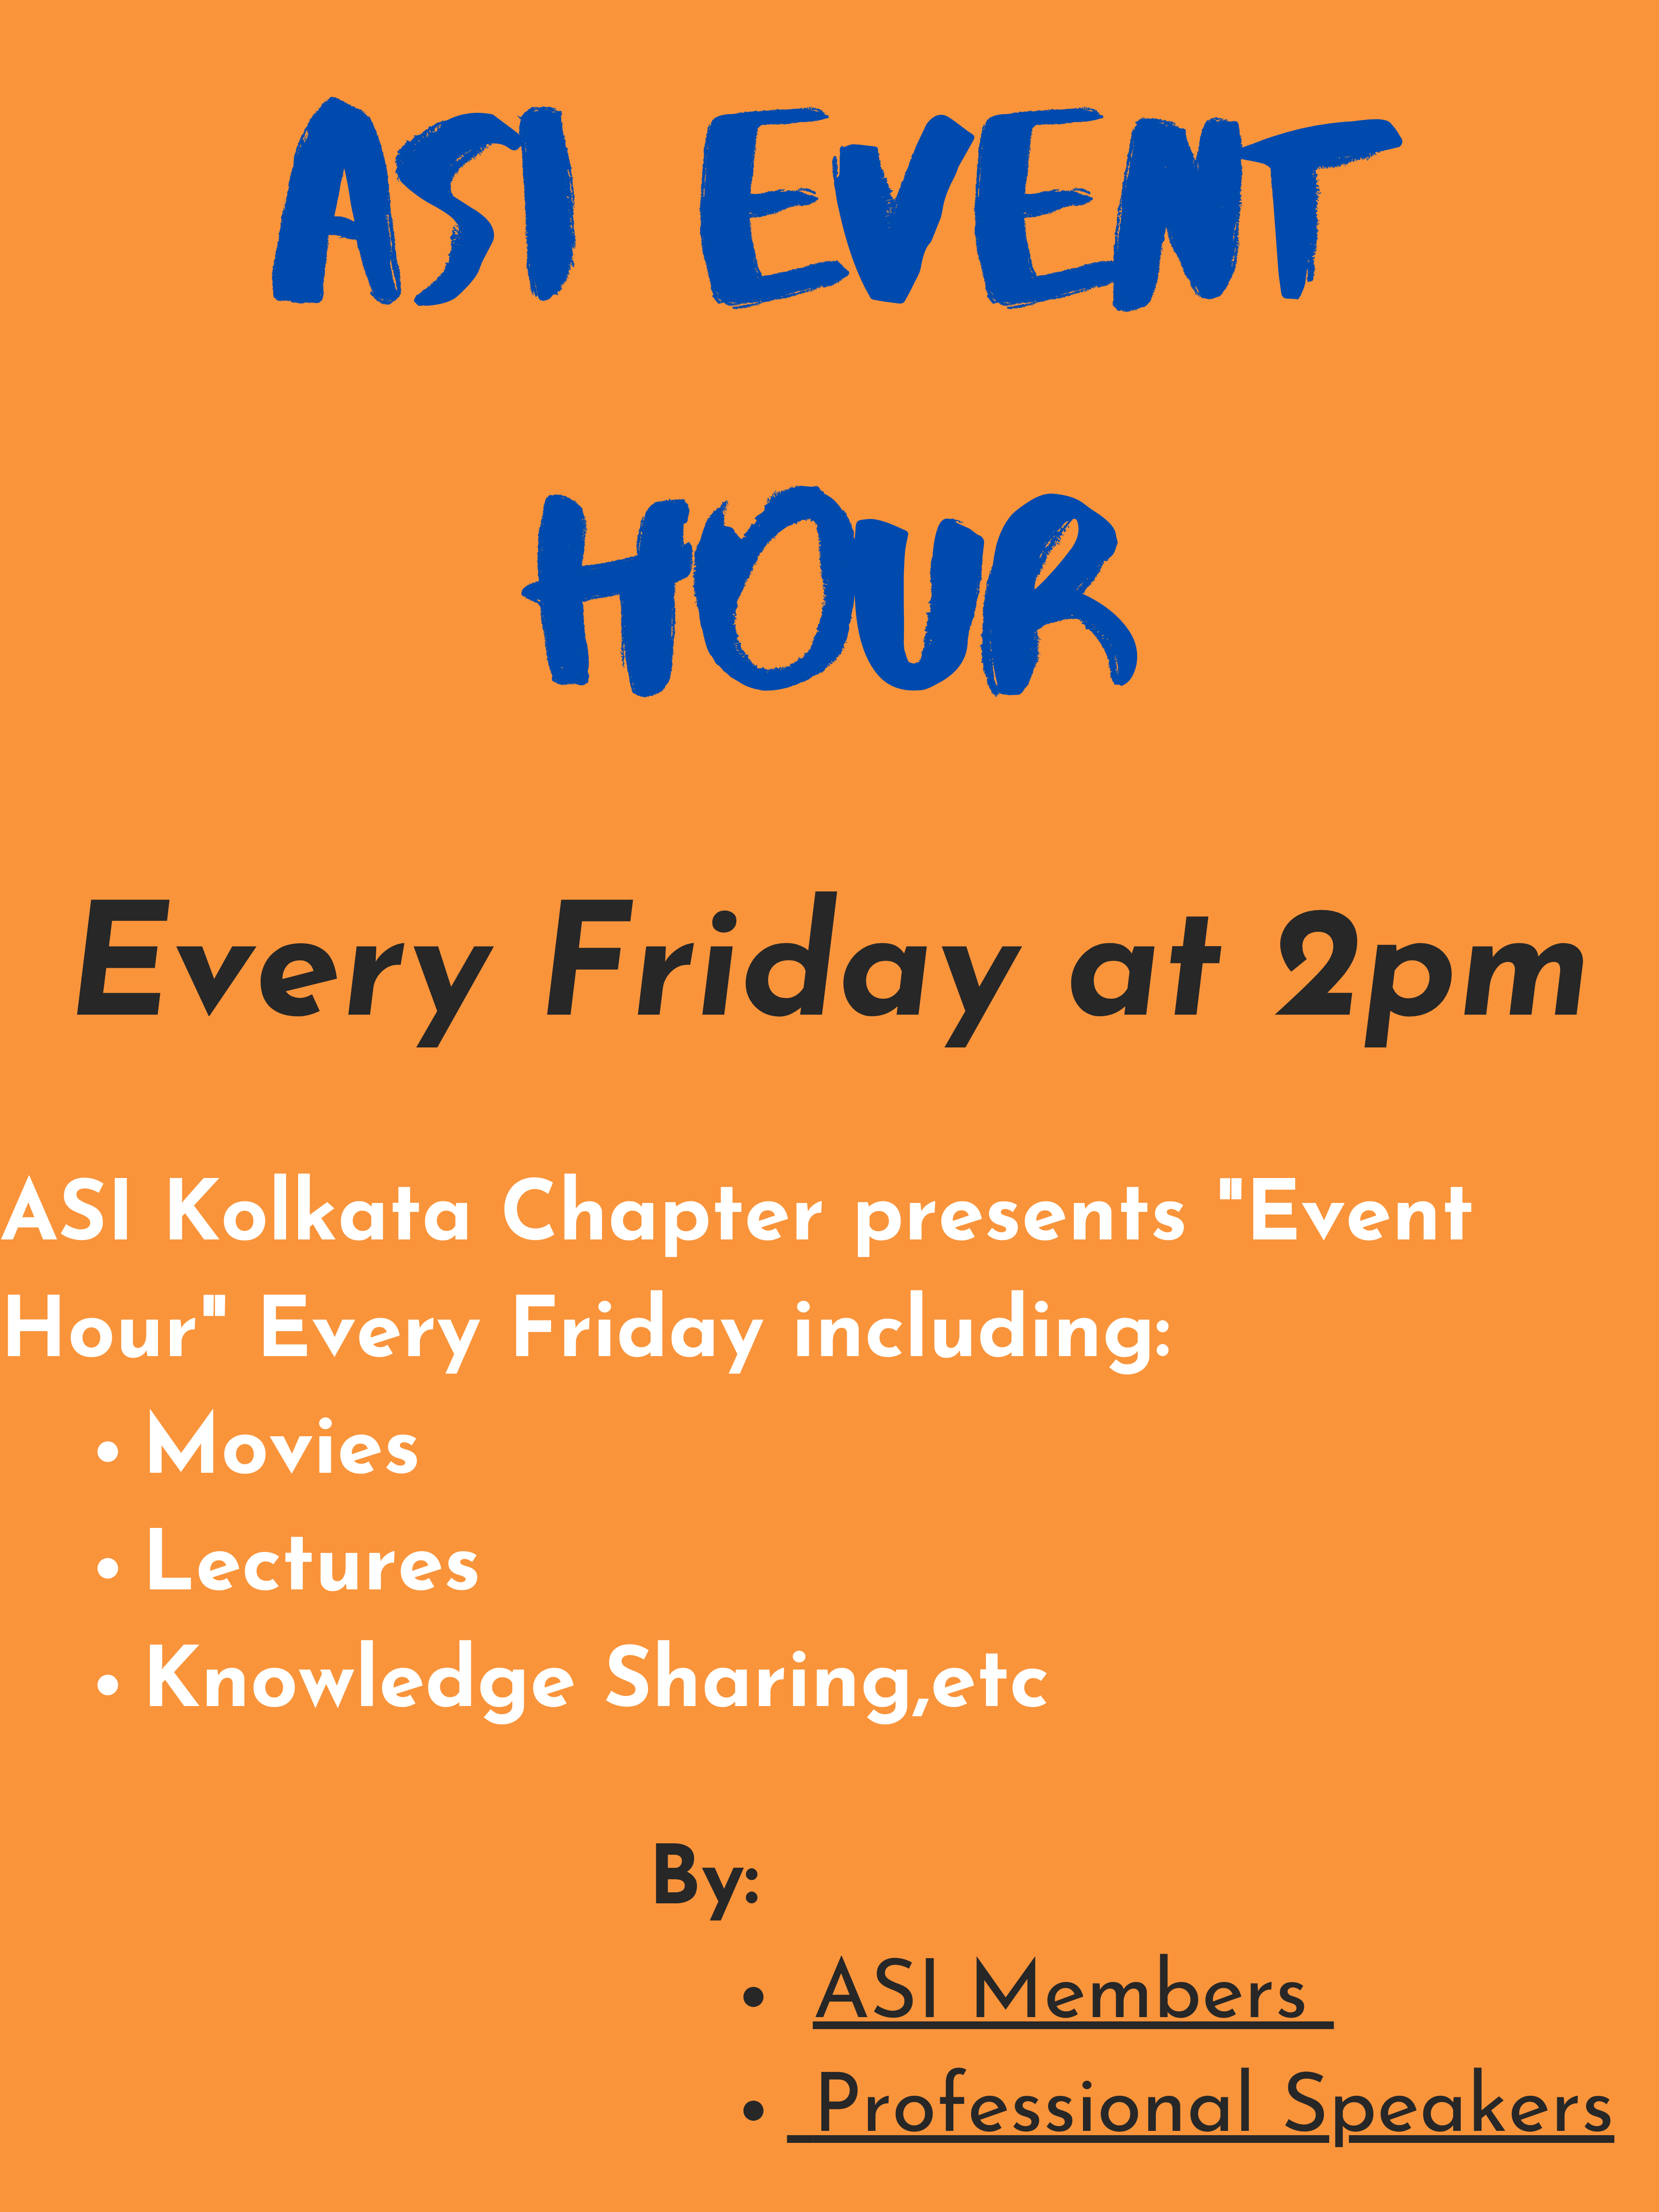 ASI EVENT
HOUR
Every Friday at 2pm
ASI Kolkata Chapter presents "Event
Hour" Every Friday including:
• Movies
• Lectures
• Knowledge Sharing,etc
By:
• ASI Members
• Professional Speakers